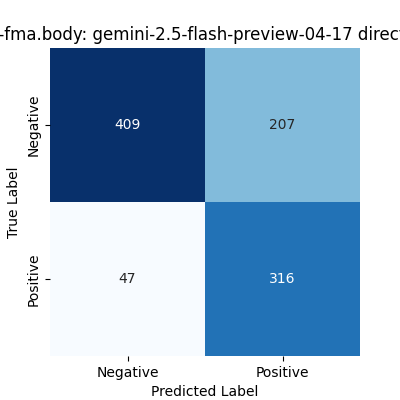 -fma.body: gemini-2.5-flash-preview-04-17 direct
Negative
409
207
True Label
Positive
47
316
Negative
Positive
Predicted Label